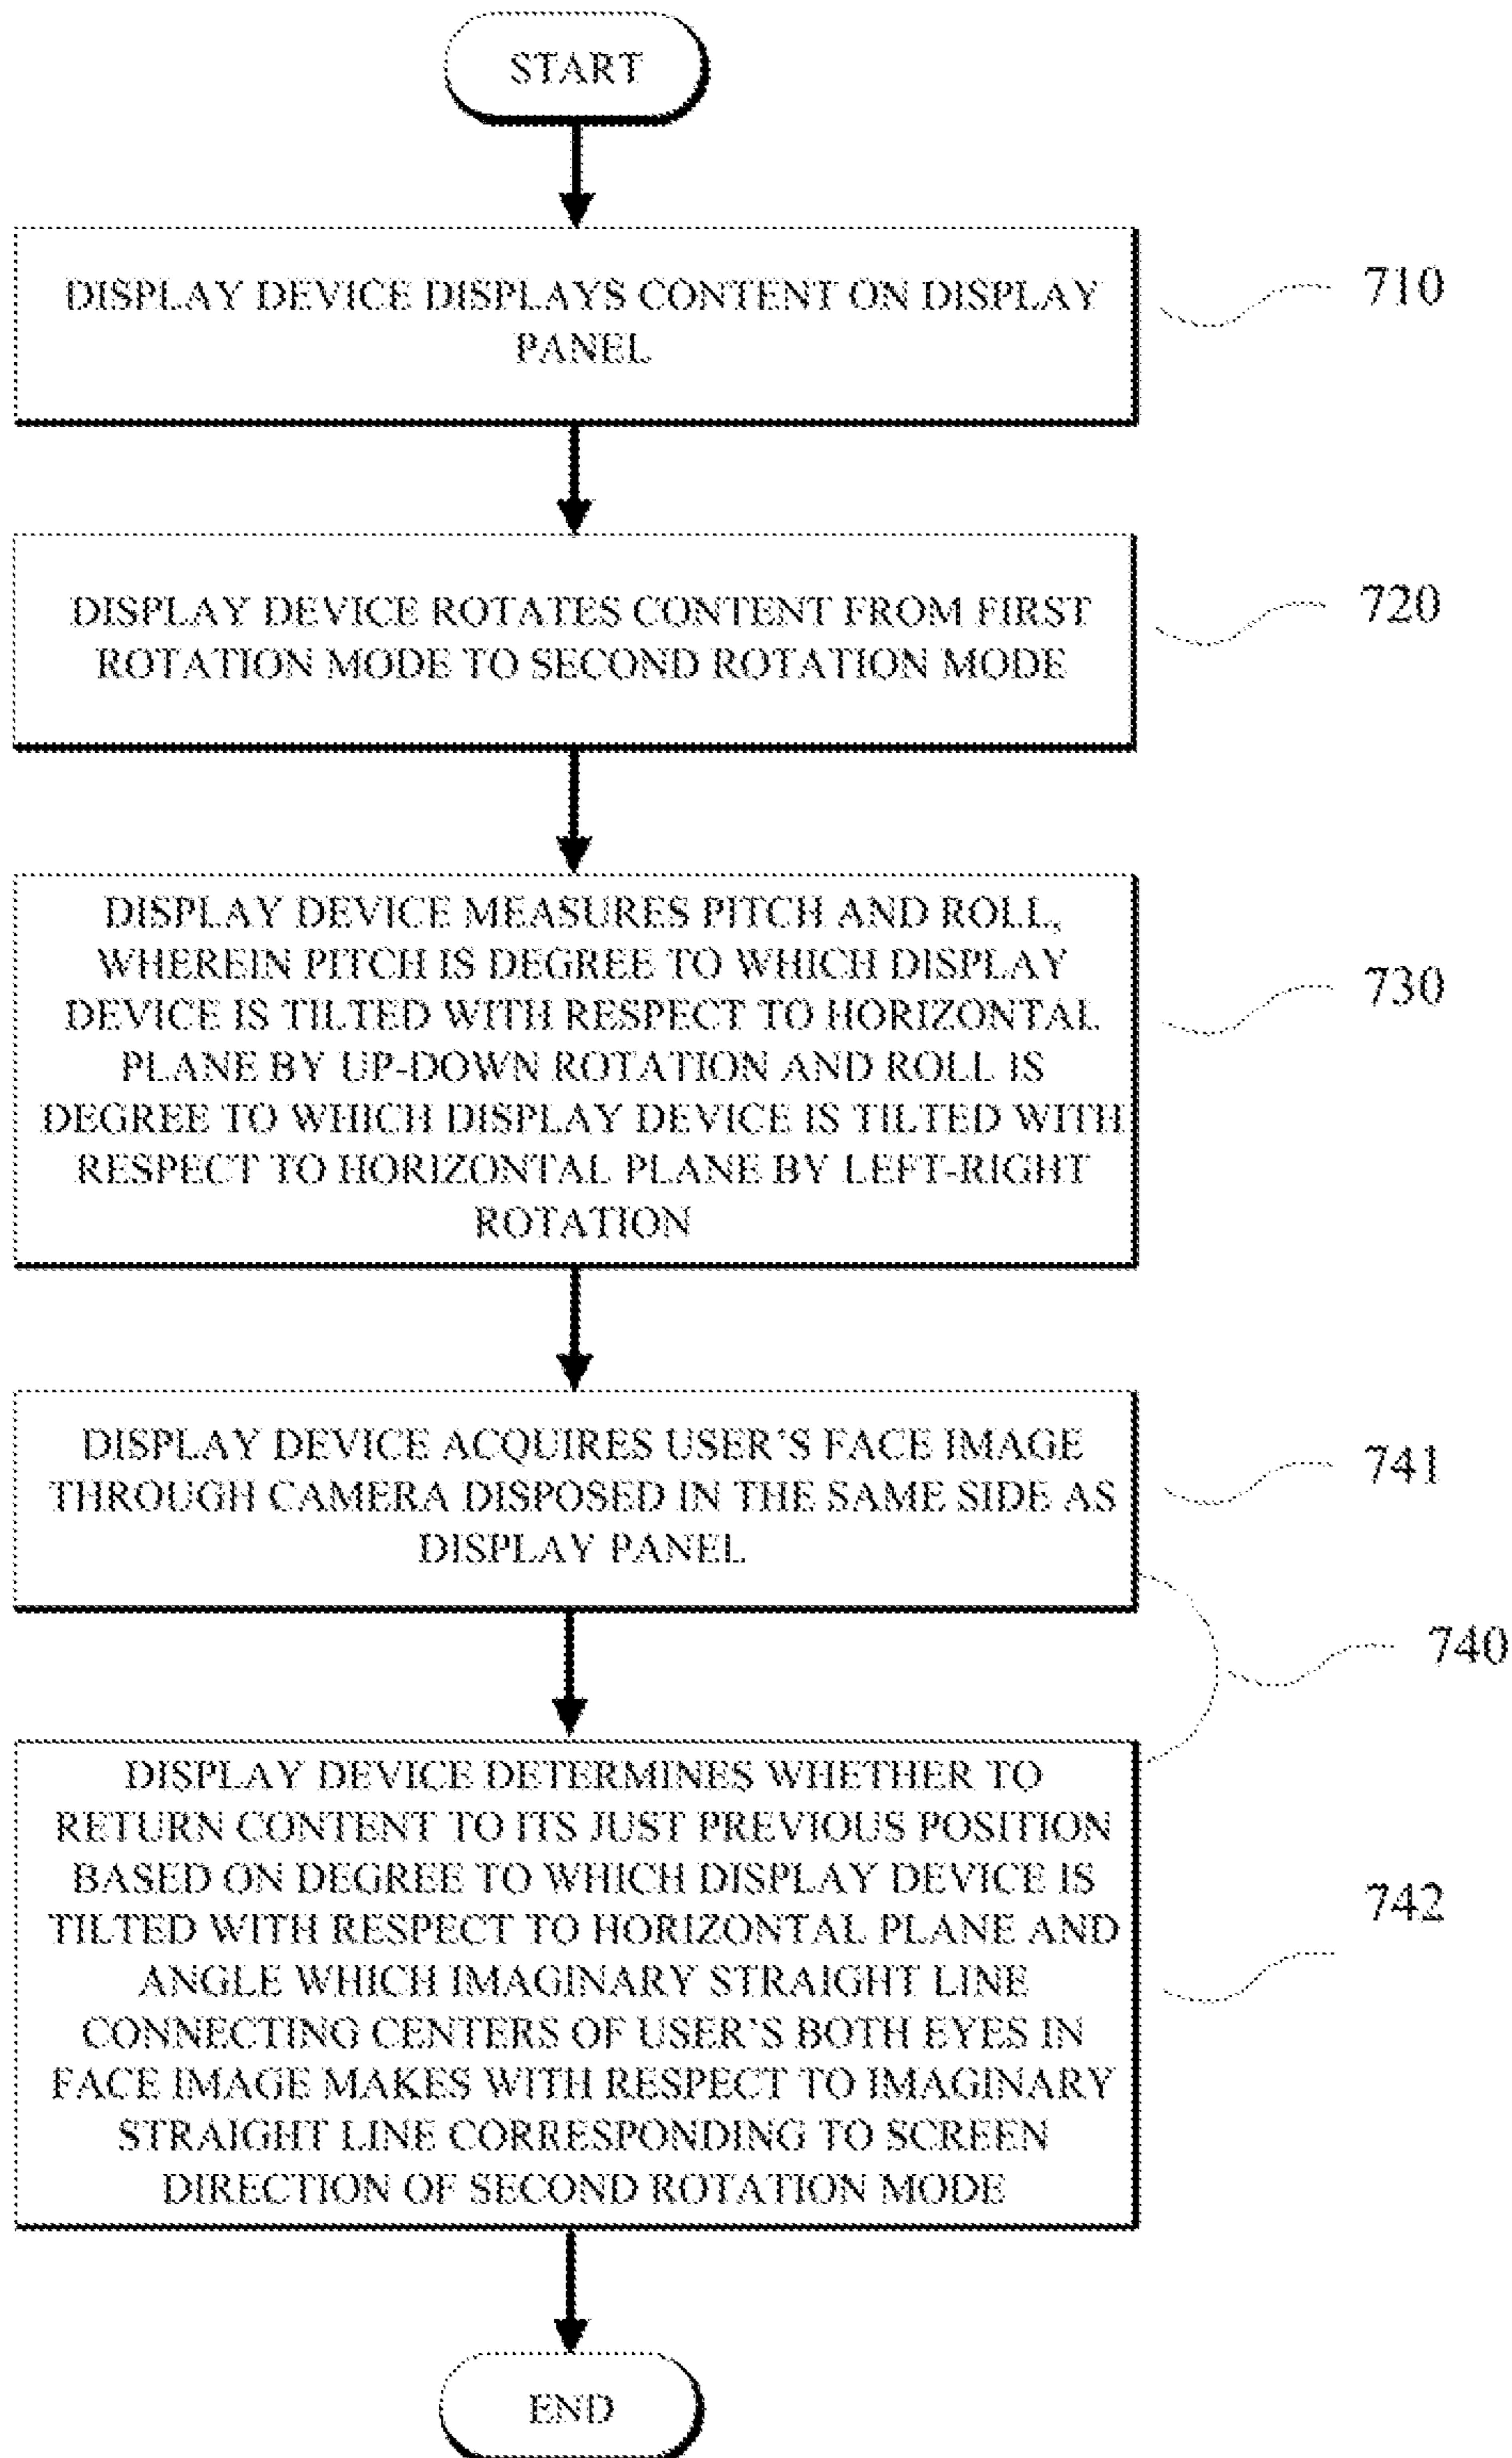 START
DISPLAY DEVICE DISPLAYS CONTENT ON DISPLAY
PANEL
710
DISPLAY DEVICE ROTATES CONTENT FROM FIRST
ROTATION MODE TO SECOND ROTATION MODE
720
DISPLAY DEVICE MEASURES PITCH AND ROLL,
WHEREIN PITCH IS DEGREE TO WHICH DISPLAY
DEVICE IS TILTED WITH RESPECT TO HORIZONTAL
PLANE BY UP-DOWN ROTATION AND ROLL IS
DEGREE TO WHICH DISPLAY DEVICE IS TILTED WITH
RESPECT TO HORIZONTAL PLANE BY LEFT-RIGHT
ROTATION
730
DISPLAY DEVICE ACQUIRES USER'S FACE IMAGE
THROUGH CAMERA DISPOSED IN THE SAME SIDE AS
DISPLAY PANEL
741
740
DISPLAY DEVICE DETERMINES WHETHER TO
RETURN CONTENT TO ITS JUST PREVIOUS POSITION
BASED ON DEGREE TO WHICH DISPLAY DEVICE IS
TILTED WITH RESPECT TO HORIZONTAL PLANE AND
ANGLE WHICH IMAGINARY STRAIGHT LINE
CONNECTING CENTERS OF USER'S BOTH EYES IN
FACE IMAGE MAKES WITH RESPECT TO IMAGINARY
STRAIGHT LINE CORRESPONDING TO SCREEN
DIRECTION OF SECOND ROTATION MODE
742
END